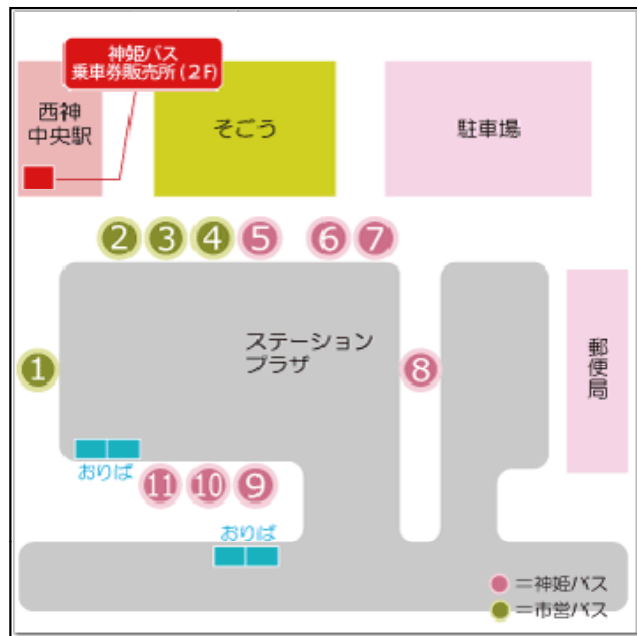 神姫バス
乗車券販売所(2F)
西神
中央駅
そごう
駐車場
2
3
4
5
6
7
1
ステーション
プラザ
8
郵便局
おりば
11
10
9
おりば
=神姫バス
=市営バス